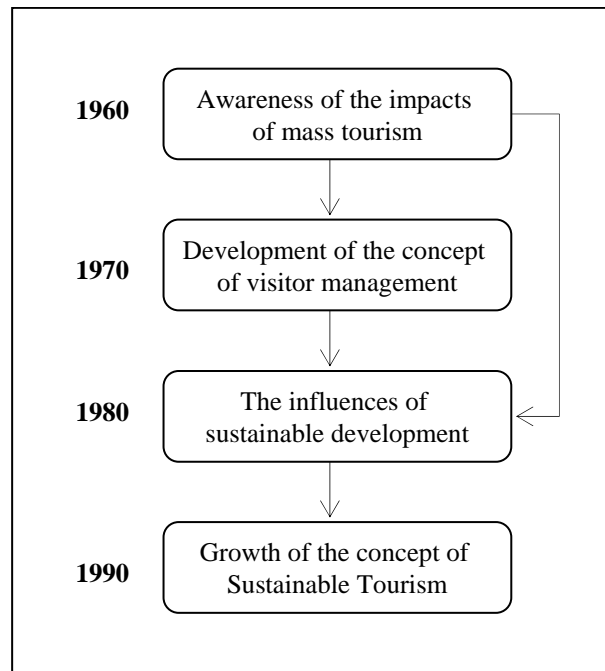 1960
Awareness of the impacts
of mass tourism
1970
Development of the concept
of visitor management
1980
The influences of
sustainable development
1990
Growth of the concept of
Sustainable Tourism